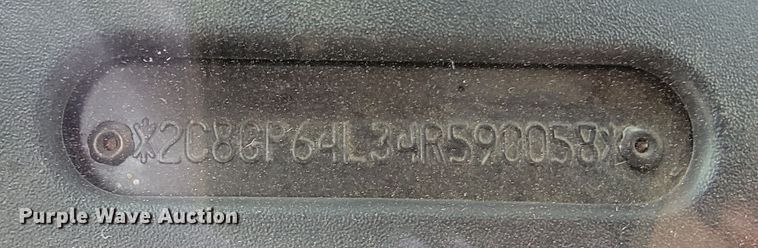 *2C8GP64L34R590058*
Purple Wave Auction